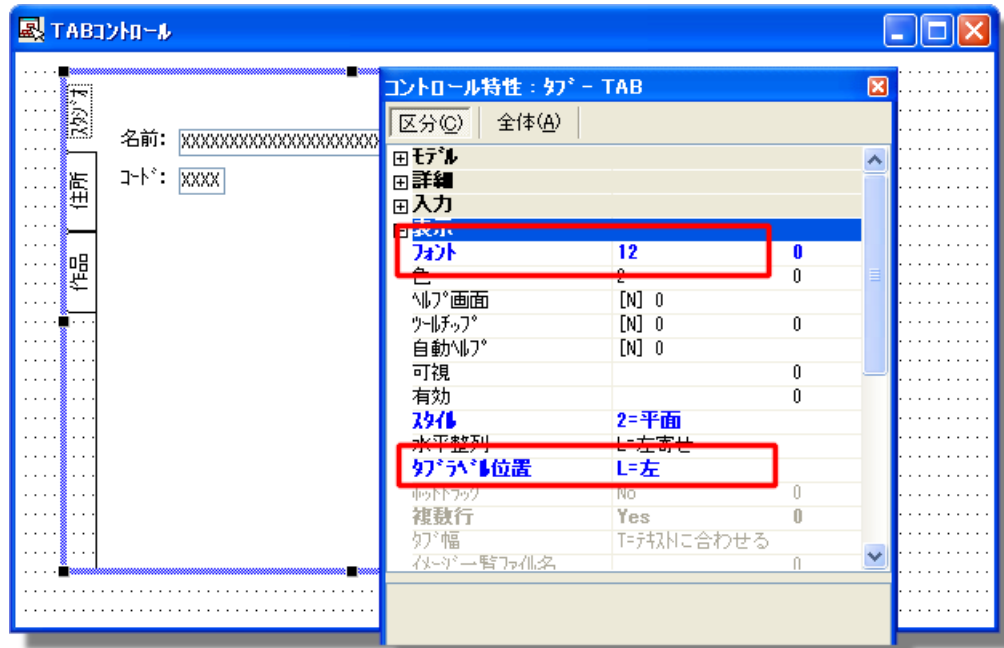 TABｺﾝﾄﾛｰﾙ
ｽﾀｼﾞｵ
住所
作品
名前: XXXXXXXXXXXXXXXXXXXX
ｺｰﾄﾞ: XXXX
コントロール特性：ﾀﾌﾞ - TAB
区分(C) 全体(A)
ﾓﾃﾞﾙ
詳細
入力
表示
ﾌｫﾝﾄ 12 0
色 2 0
ﾍﾙﾌﾟ画面 [N] 0
ﾂｰﾙﾁｯﾌﾟ [N] 0 0
自動ﾍﾙﾌﾟ [N] 0
可視 0
有効 0
ｽﾀｲﾙ 2=平面
水平整列 L=左寄せ
ﾀﾌﾞﾗﾍﾞﾙ位置 L=左
ﾎｯﾄﾄﾗｯｸ No 0
複数行 Yes 0
ﾀﾌﾞ幅 T=ﾃｷｽﾄに合わせる
ｲﾒｰｼﾞ一覧ﾌｧｲﾙ名 0